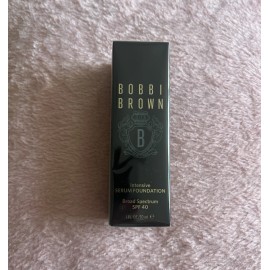 BOBBI
BROWN
B
Intensive
SERUM FOUNDATION
Broad Spectrum
SPF 40